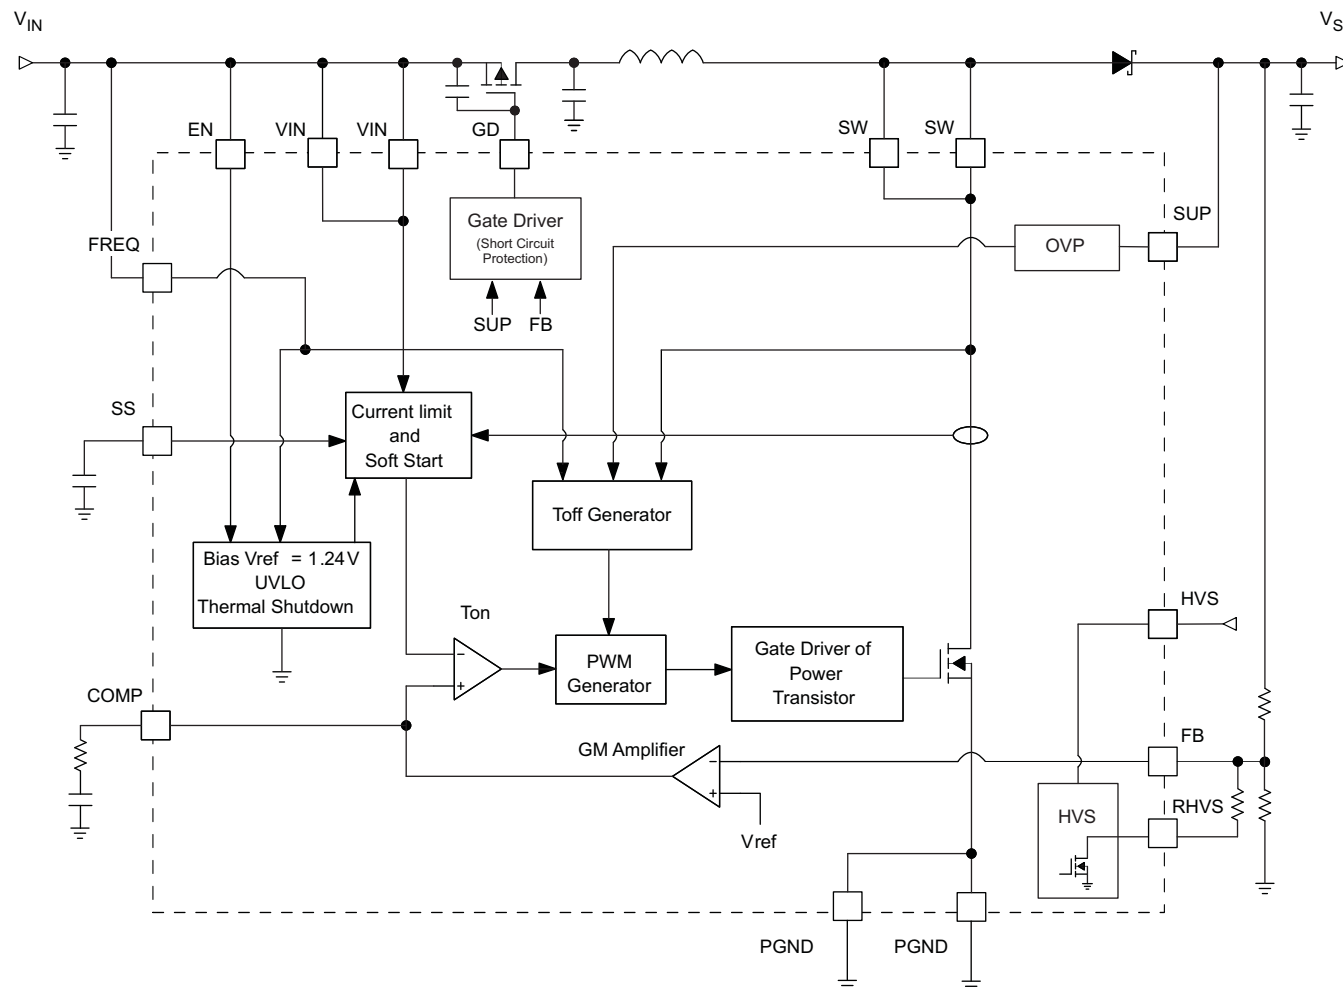 VIN
VS
EN
VIN
VIN
GD
SW
SW
SUP
FREQ
Gate Driver
(Short Circuit
Protection)
OVP
SUP
FB
SS
Current limit
and
Soft Start
Toff Generator
Bias Vref = 1.24V
UVLO
Thermal Shutdown
Ton
HVS
−
+
PWM
Generator
Gate Driver of
Power
Transistor
COMP
GM Amplifier
FB
−
+
Vref
HVS
RHVS
PGND
PGND